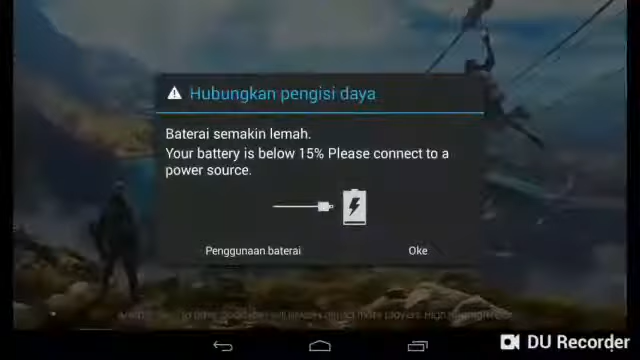 Hubungkan pengisi daya
Baterai semakin lemah.
Your battery is below 15% Please connect to a
power source.
Penggunaan baterai
Oke
DU Recorder